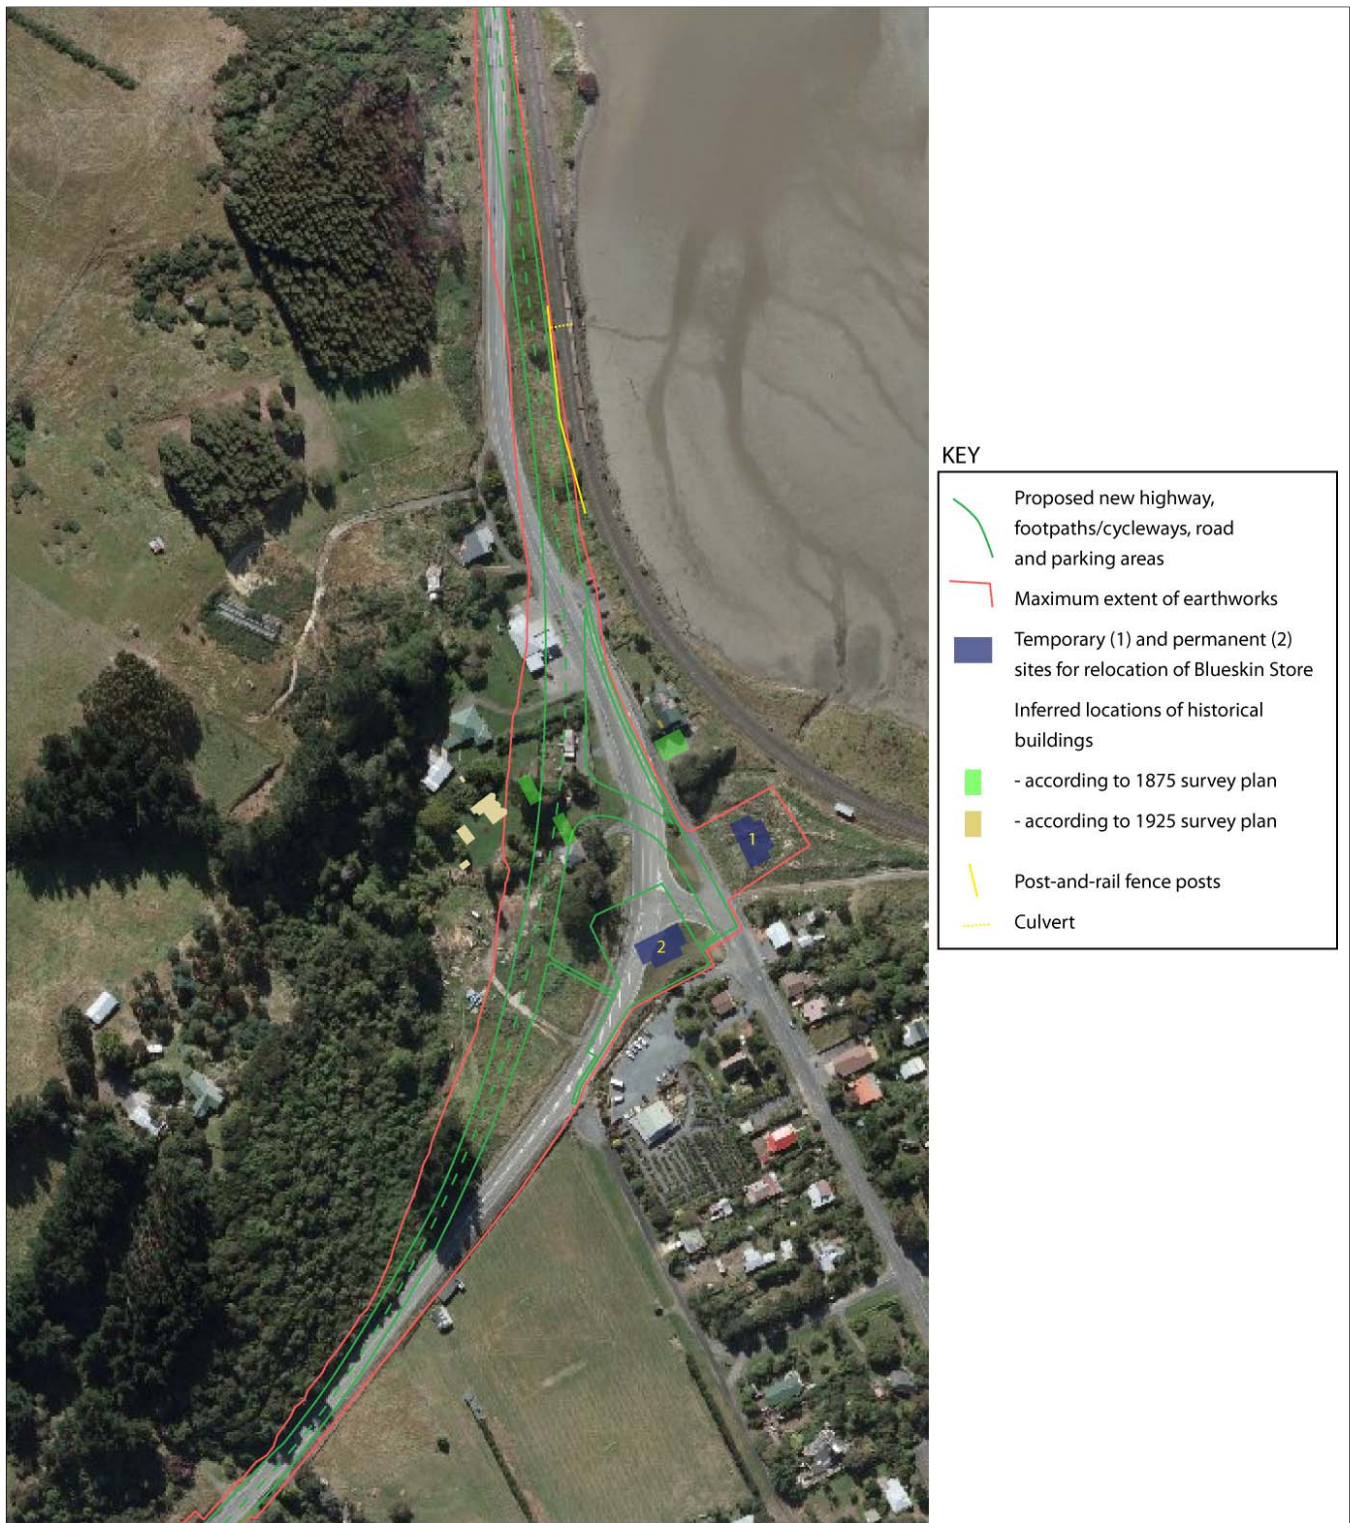 KEY
Proposed new highway,
footpaths/cycleways, road
and parking areas
Maximum extent of earthworks
Temporary (1) and permanent (2)
sites for relocation of Blueskin Store
Inferred locations of historical
buildings
- according to 1875 survey plan
- according to 1925 survey plan
Post-and-rail fence posts
Culvert
1
2